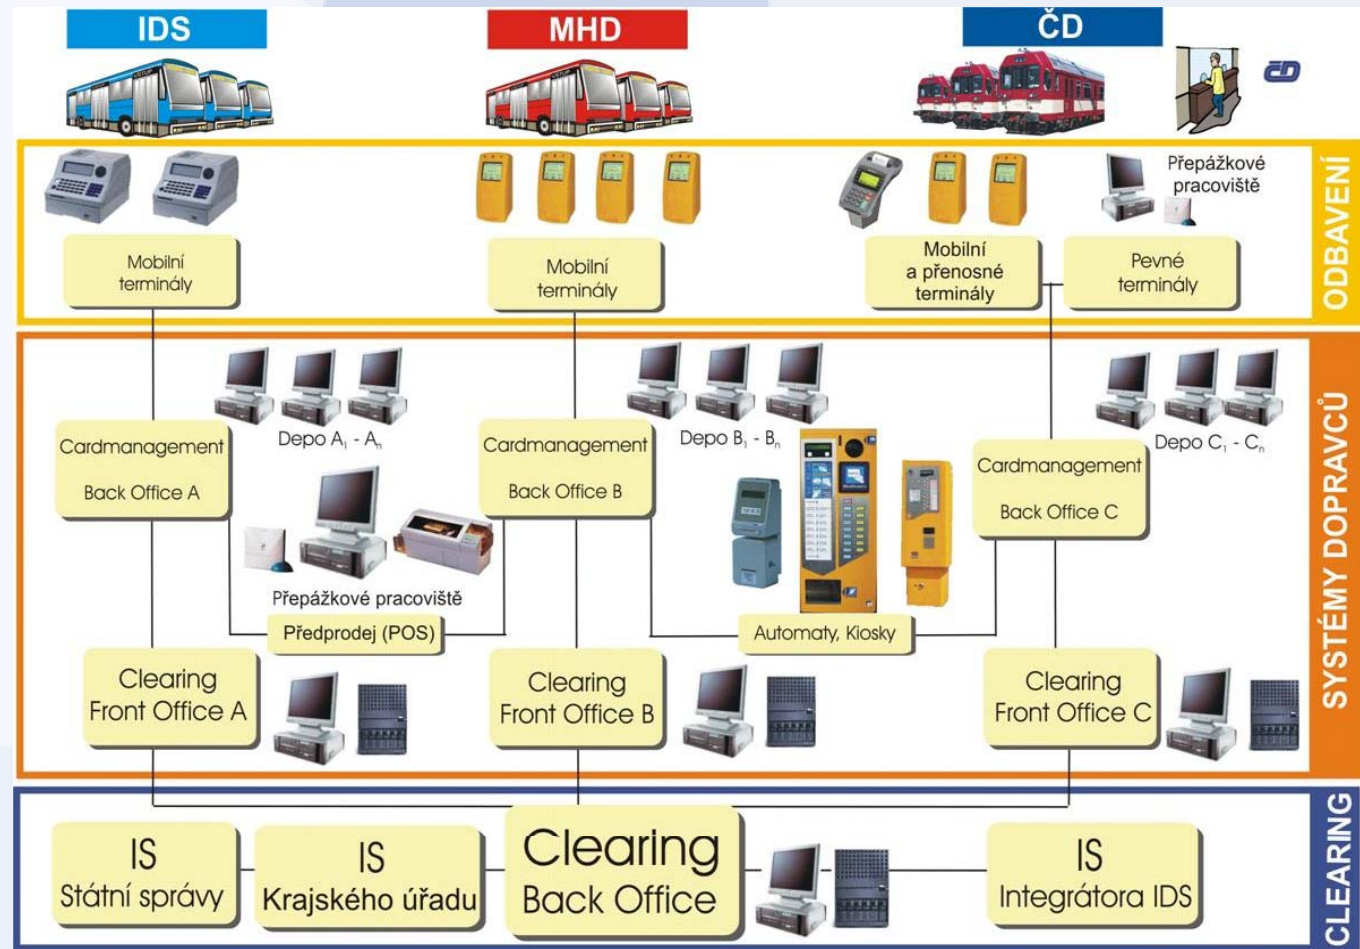 IDS
MHD
ČD
ČD
Přepážkové
pracoviště
Mobilní
terminály
Mobilní
terminály
Mobilní
a přenosné
terminály
Pevné
terminály
ODBAVENÍ
Depo A₁ - Aₙ
Depo B₁ - Bₙ
Depo C₁ - Cₙ
Cardmanagement
Back Office A
Cardmanagement
Back Office B
Cardmanagement
Back Office C
Přepážkové pracoviště
Předprodej (POS)
Automaty, Kiosky
Clearing
Front Office A
Clearing
Front Office B
Clearing
Front Office C
SYSTÉMY DOPRAVCŮ
IS
Státní správy
IS
Krajského úřadu
Clearing
Back Office
IS
Integrátora IDS
CLEARING